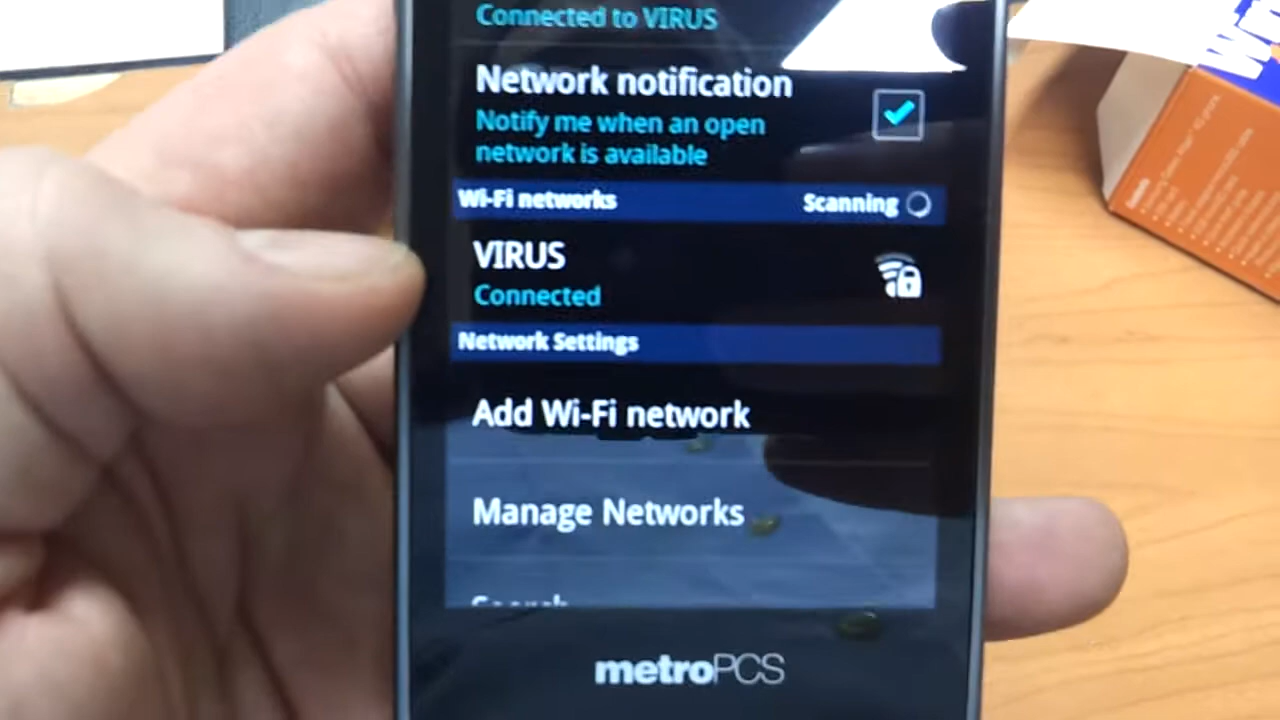 Connected to VIRUS
Network notification
Notify me when an open
network is available
Wi-Fi networks
Scanning
VIRUS
Connected
Network Settings
Add Wi-Fi network
Manage Networks
Search
metroPCS